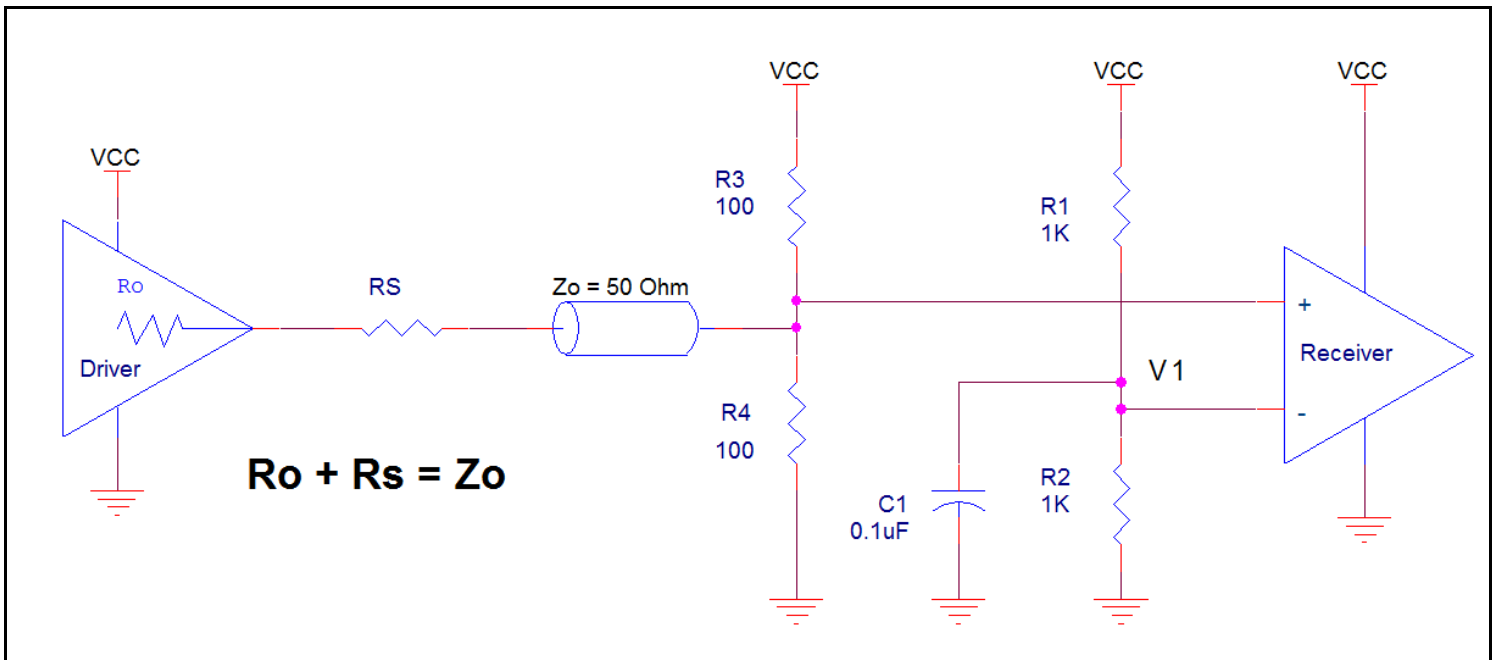 VCC
VCC
VCC
VCC
R3
100
R1
1K
Ro
RS
Zo = 50 Ohm
+
Receiver
Driver
V1
R4
100
-
Ro + Rs = Zo
R2
1K
C1
0.1uF